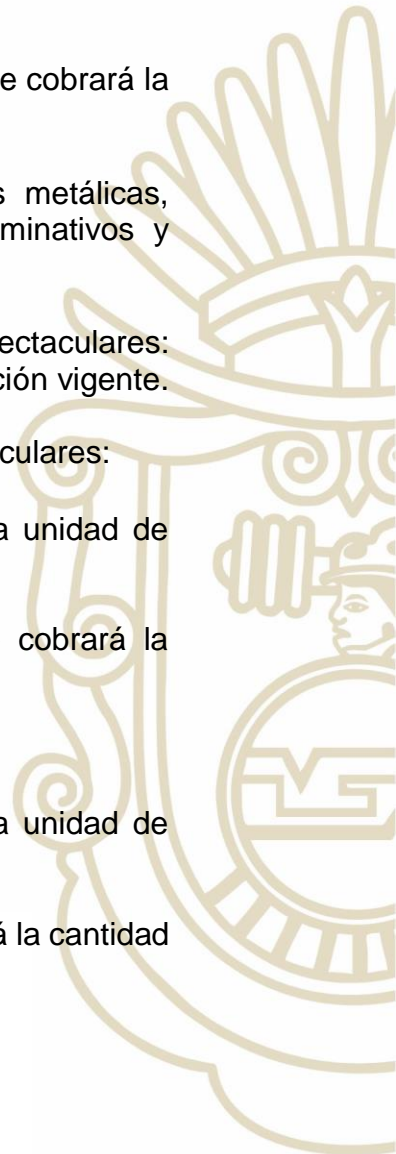 e cobrará la
s metálicas,
minativos y
ectaculares:
ción vigente.
culares:
a unidad de
cobrará la
a unidad de
á la cantidad